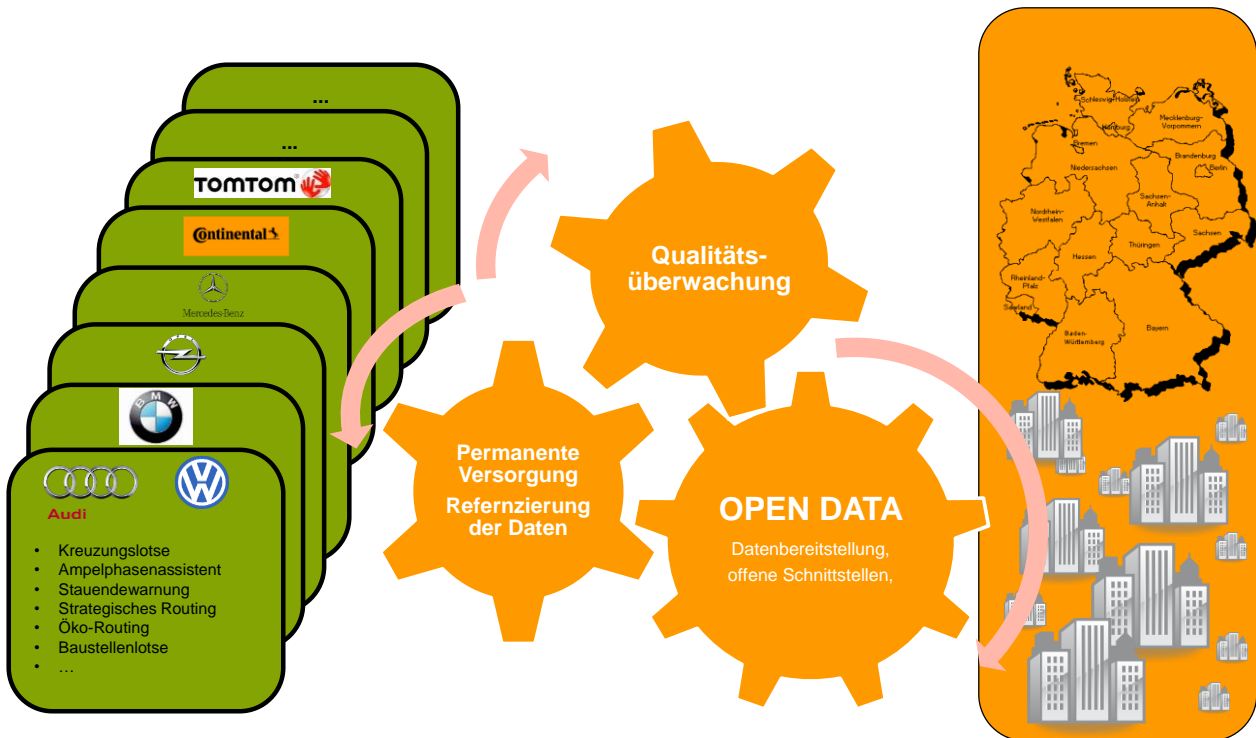 ...
...
TOMTOM
Continental
Mercedes-Benz
OPEL
BMW
Audi
VW
• Kreuzungslotse
• Ampelphasenassistent
• Stauendewarnung
• Strategisches Routing
• Öko-Routing
• Baustellenlotse
• …
Qualitäts-
überwachung
Permanente
Versorgung
Refernzierung
der Daten
OPEN DATA
Datenbereitstellung,
offene Schnittstellen,
Schleswig-Holstein
Mecklenburg-
Vorpommern
Hamburg
Bremen
Brandenburg
Berlin
Niedersachsen
Sachsen-
Anhalt
Nordrhein-
Westfalen
Sachsen
Thüringen
Hessen
Rheinland-
Pfalz
Saarland
Baden-
Württemberg
Bayern